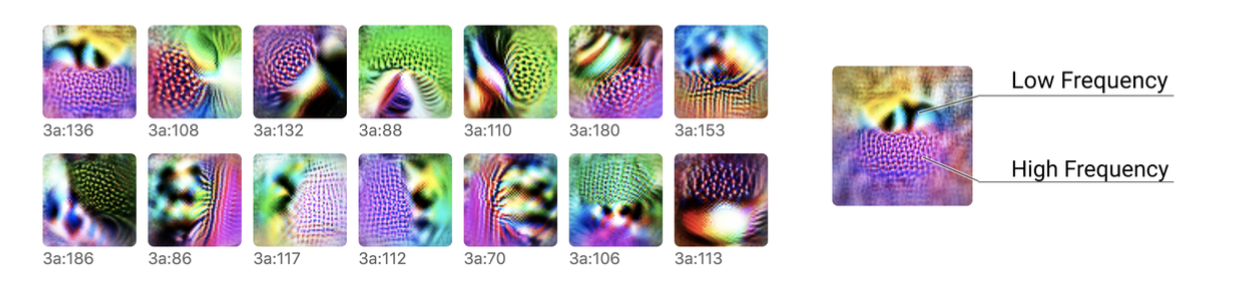 3a:136 3a:108 3a:132 3a:88 3a:110 3a:180 3a:153
3a:186 3a:86 3a:117 3a:112 3a:70 3a:106 3a:113
Low Frequency
High Frequency